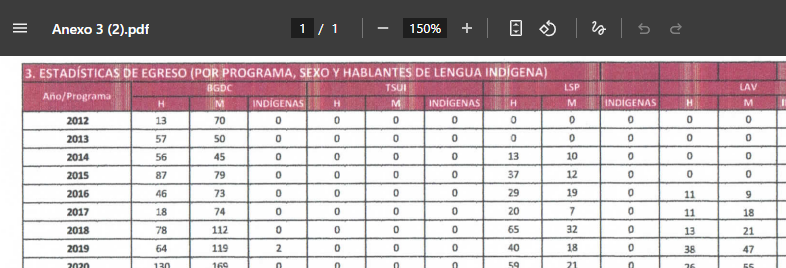 Anexo 3 (2).pdf 1 / 1 150%
3. ESTADÍSTICAS DE EGRESO (POR PROGRAMA, SEXO Y HABLANTES DE LENGUA INDÍGENA)
Año/Programa BGDC TSUI LSP LAV
H M INDÍGENAS H M INDÍGENAS H M INDÍGENAS H M
2012 13 70 0 0 0 0 0 0 0 0 0
2013 57 50 0 0 0 0 0 0 0 0 0
2014 56 45 0 0 0 0 13 10 0 0 0
2015 87 79 0 0 0 0 37 12 0 0 0
2016 46 73 0 0 0 0 29 19 0 11 9
2017 18 74 0 0 0 0 20 7 0 11 18
2018 78 112 0 0 0 0 65 32 0 13 21
2019 64 119 2 0 0 0 40 18 0 38 47
2020 130 169 0 0 0 0 59 21 0 26 55